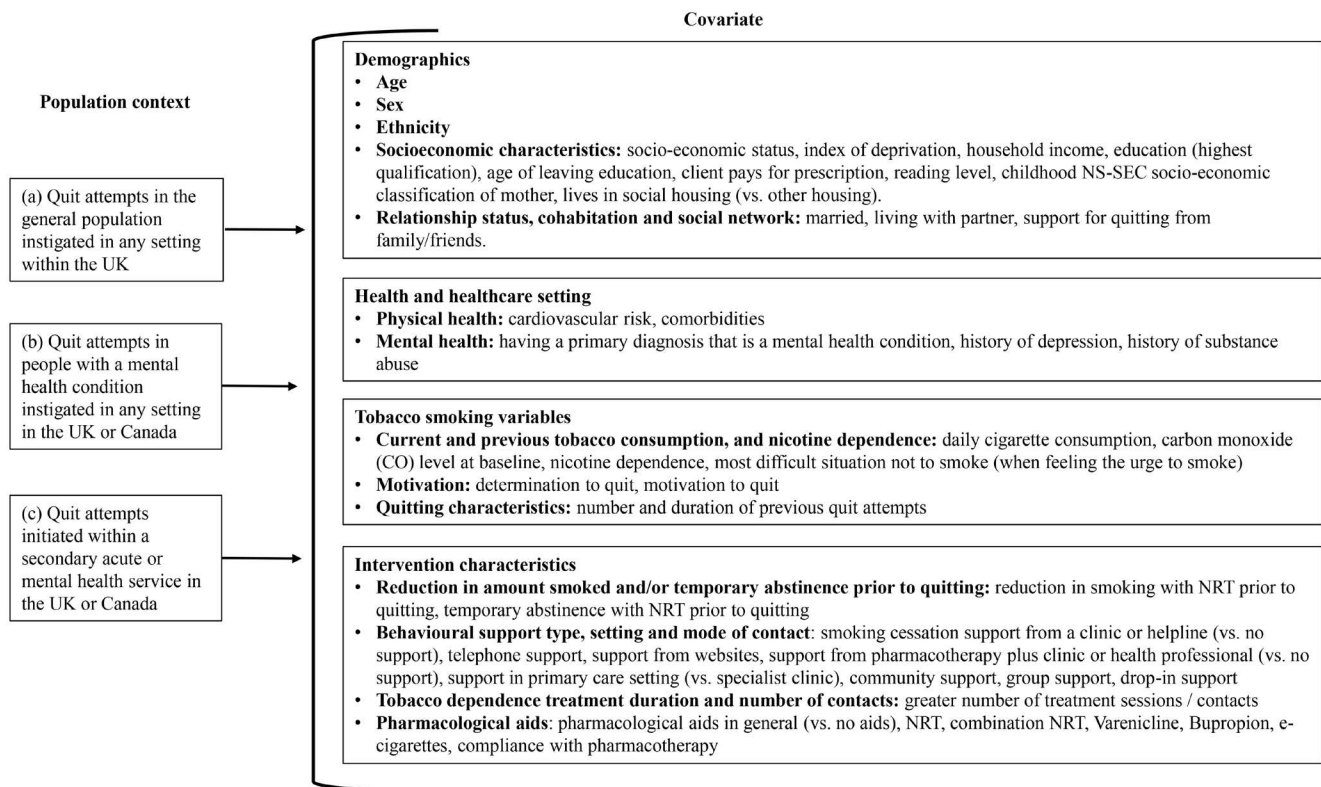 Covariate
Population context
(a) Quit attempts in the
general population
instigated in any setting
within the UK
(b) Quit attempts in
people with a mental
health condition
instigated in any setting
in the UK or Canada
(c) Quit attempts
initiated within a
secondary acute or
mental health service in
the UK or Canada
Demographics
• Age
• Sex
• Ethnicity
• Socioeconomic characteristics: socio-economic status, index of deprivation, household income, education (highest
qualification), age of leaving education, client pays for prescription, reading level, childhood NS-SEC socio-economic
classification of mother, lives in social housing (vs. other housing).
• Relationship status, cohabitation and social network: married, living with partner, support for quitting from
family/friends.
Health and healthcare setting
• Physical health: cardiovascular risk, comorbidities
• Mental health: having a primary diagnosis that is a mental health condition, history of depression, history of substance
abuse
Tobacco smoking variables
• Current and previous tobacco consumption, and nicotine dependence: daily cigarette consumption, carbon monoxide
(CO) level at baseline, nicotine dependence, most difficult situation not to smoke (when feeling the urge to smoke)
• Motivation: determination to quit, motivation to quit
• Quitting characteristics: number and duration of previous quit attempts
Intervention characteristics
• Reduction in amount smoked and/or temporary abstinence prior to quitting: reduction in smoking with NRT prior to
quitting, temporary abstinence with NRT prior to quitting
• Behavioural support type, setting and mode of contact: smoking cessation support from a clinic or helpline (vs. no
support), telephone support, support from websites, support from pharmacotherapy plus clinic or health professional (vs. no
support), support in primary care setting (vs. specialist clinic), community support, group support, drop-in support
• Tobacco dependence treatment duration and number of contacts: greater number of treatment sessions / contacts
• Pharmacological aids: pharmacological aids in general (vs. no aids), NRT, combination NRT, Varenicline, Bupropion, e-
cigarettes, compliance with pharmacotherapy